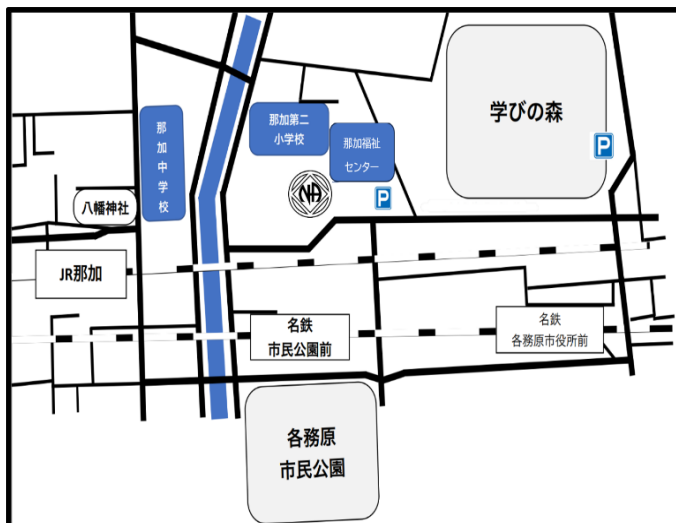 学びの森
P
那加第二
小学校
那加福祉
センター
P
那加中学校
NA
八幡神社
JR那加
名鉄
市民公園前
名鉄
各務原市役所前
各務原
市民公園